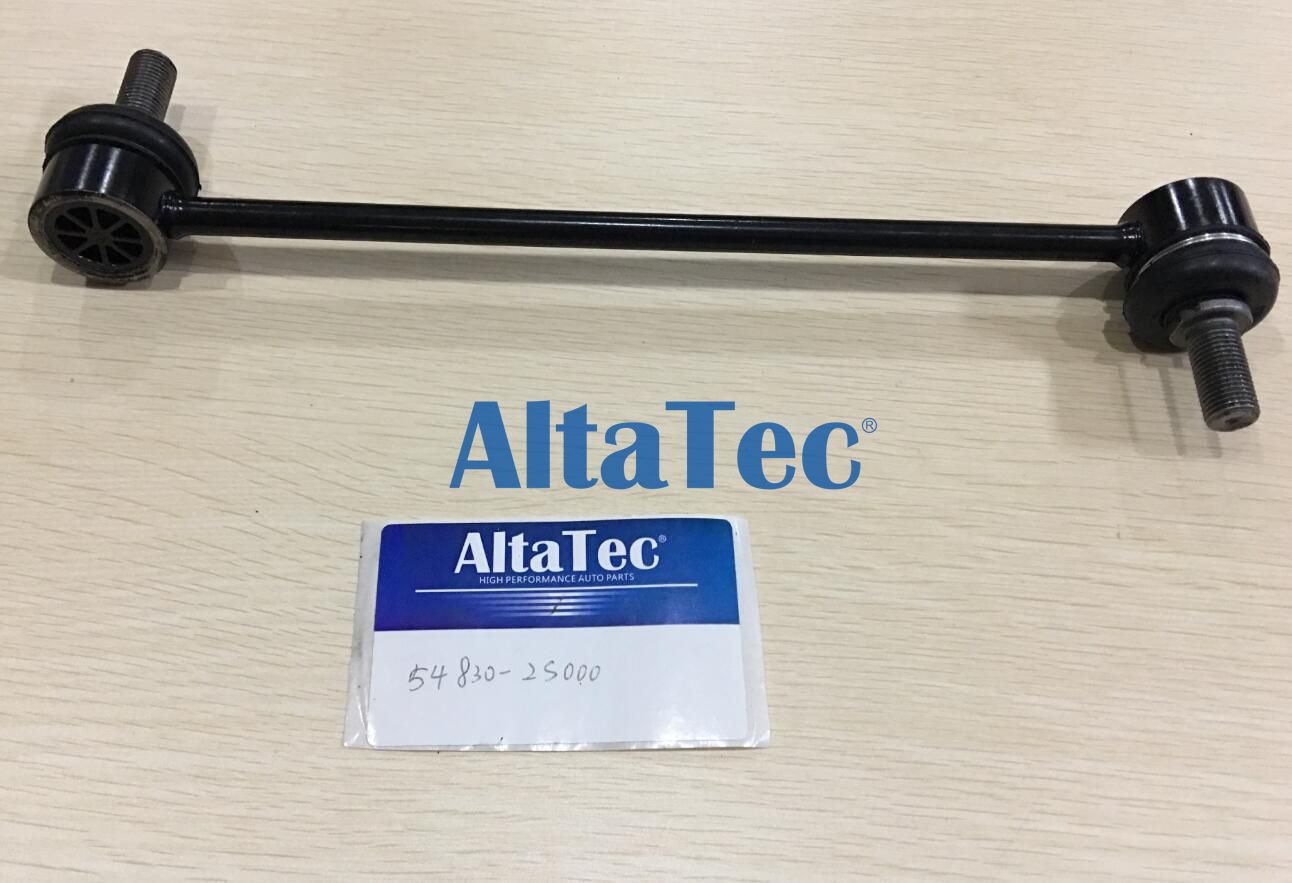 AltaTec®
AltaTec®
HIGH PERFORMANCE AUTO PARTS
54830-2S000